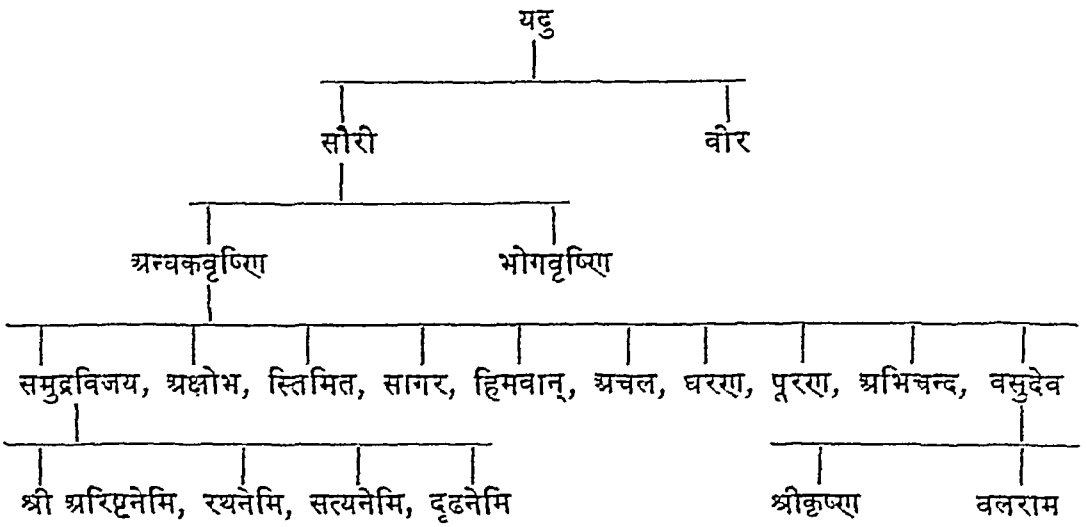 यदु
सोरी वीर
अन्धकवृष्णि भोगवृष्णि
समुद्रविजय, अक्षोभ, स्तिमित, सागर, हिमवान्, अचल, धरण, पूरण, अभिचन्द, वसुदेव
श्री अरिष्टनेमि, रथनेमि, सत्यनेमि, दृढनेमि श्रीकृष्ण बलराम